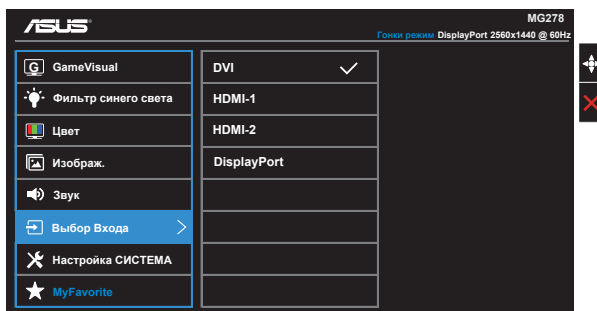 ASUS
MG278
Гонки режим DisplayPort 2560x1440 @ 60Hz
G GameVisual
Фильтр синего света
Цвет
Изображ.
Звук
Выбор Входа
Настройка СИСТЕМА
MyFavorite
DVI
HDMI-1
HDMI-2
DisplayPort